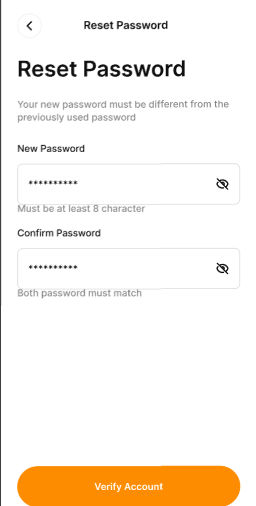 Reset Password
Reset Password
Your new password must be different from the
previously used password
New Password
**********
Must be at least 8 character
Confirm Password
**********
Both password must match
Verify Account